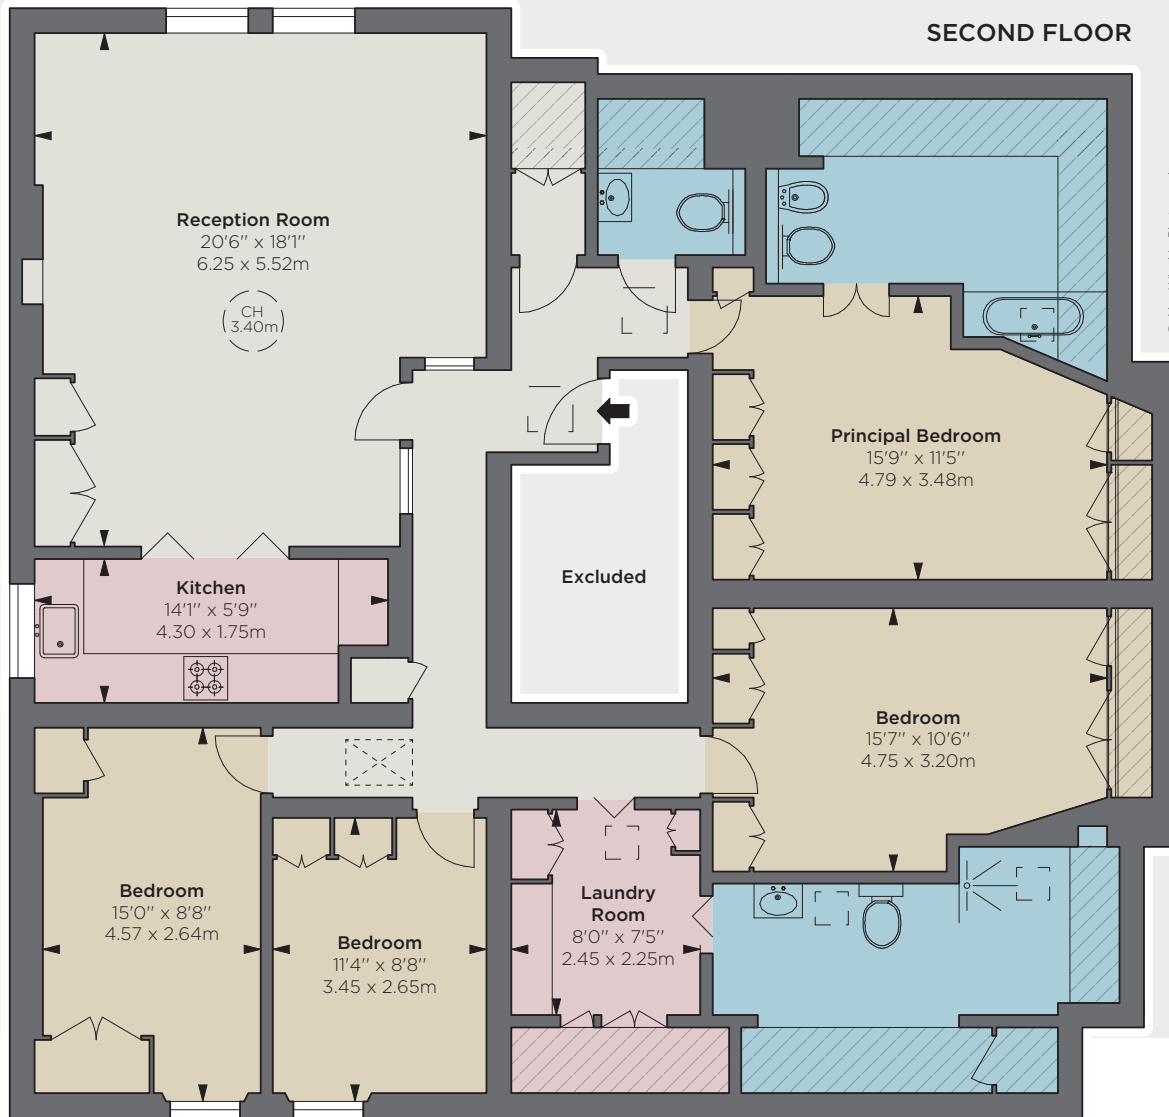 SECOND FLOOR
Reception Room
20'6'' x 18'1''
6.25 x 5.52m
CH
3.40m
Principal Bedroom
15'9'' x 11'5''
4.79 x 3.48m
Kitchen
14'1'' x 5'9''
4.30 x 1.75m
Excluded
Bedroom
15'7'' x 10'6''
4.75 x 3.20m
Bedroom
15'0'' x 8'8''
4.57 x 2.64m
Bedroom
11'4'' x 8'8''
3.45 x 2.65m
Laundry
Room
8'0'' x 7'5''
2.45 x 2.25m